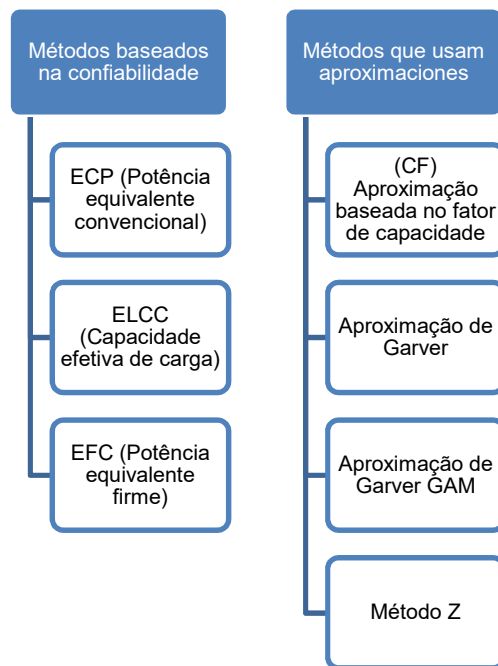 Métodos baseados
na confiabilidade
ECP (Potência
equivalente
convencional)
ELCC
(Capacidade
efetiva de carga)
EFC (Potência
equivalente
firme)
Métodos que usam
aproximaciones
(CF)
Aproximação
baseada no fator
de capacidade
Aproximação de
Garver
Aproximação de
Garver GAM
Método Z